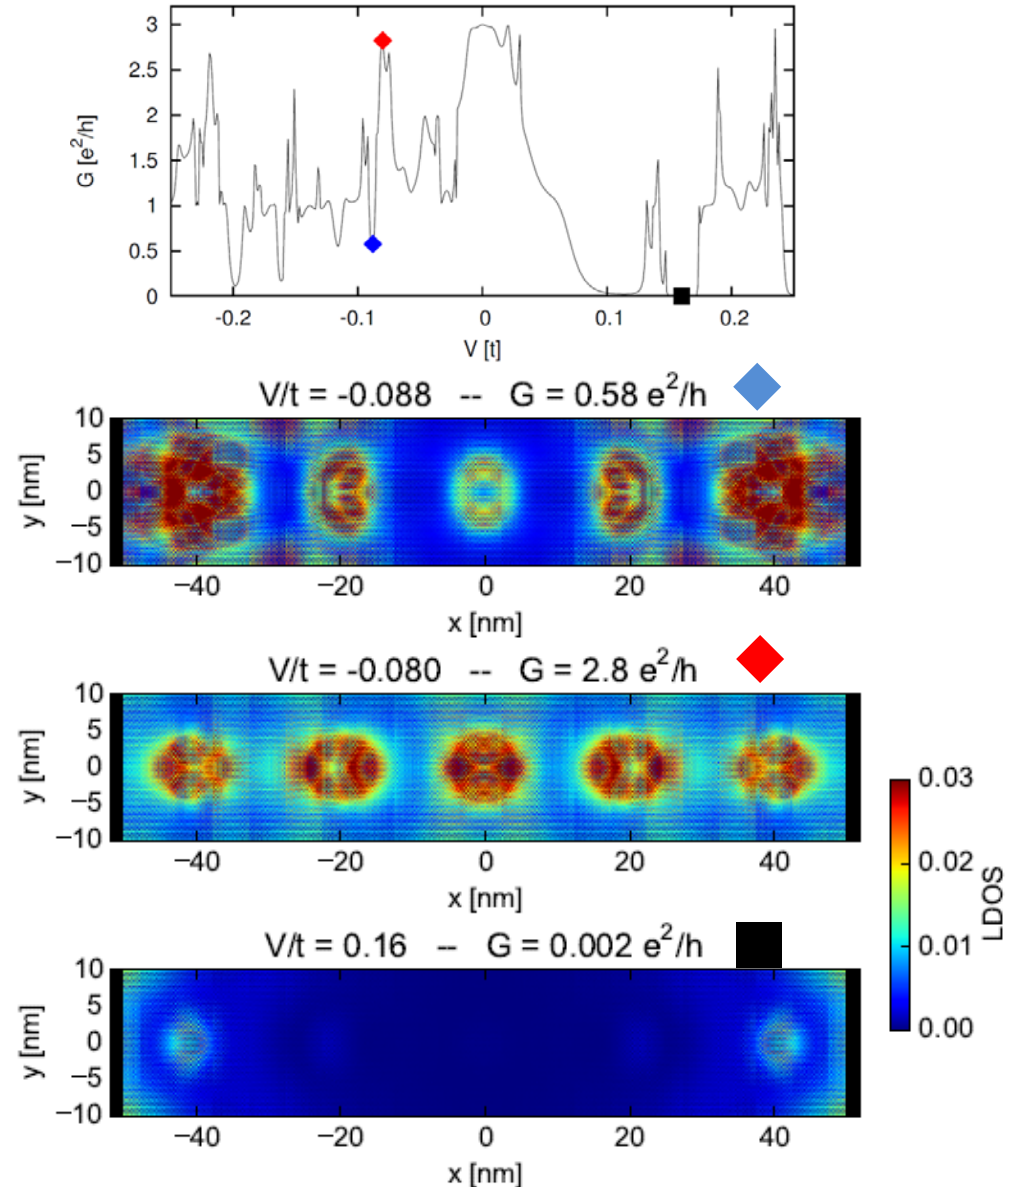 3
2.5
2
1.5
1
0.5
0
G [e²/h]
-0.2 -0.1 0 0.1 0.2
V [t]
V/t = -0.088 -- G = 0.58 e²/h
10
5
0
−5
−10
y [nm]
−40 −20 0 20 40
x [nm]
V/t = -0.080 -- G = 2.8 e²/h
10
5
0
−5
−10
y [nm]
−40 −20 0 20 40
x [nm]
0.03
0.02
0.01
0.00
LDOS
V/t = 0.16 -- G = 0.002 e²/h
10
5
0
−5
−10
y [nm]
−40 −20 0 20 40
x [nm]